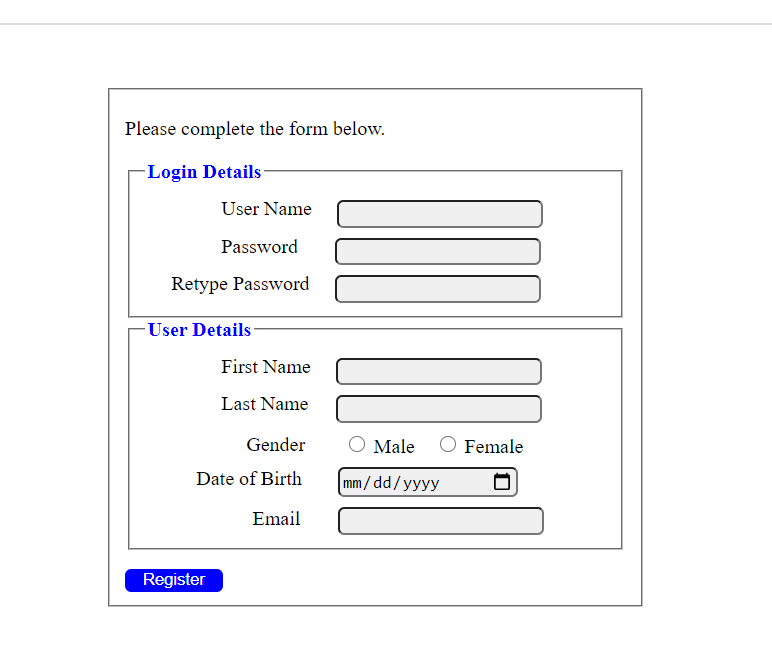 Please complete the form below.
Login Details
User Name
Password
Retype Password
User Details
First Name
Last Name
Gender Male Female
Date of Birth mm/dd/yyyy
Email
Register